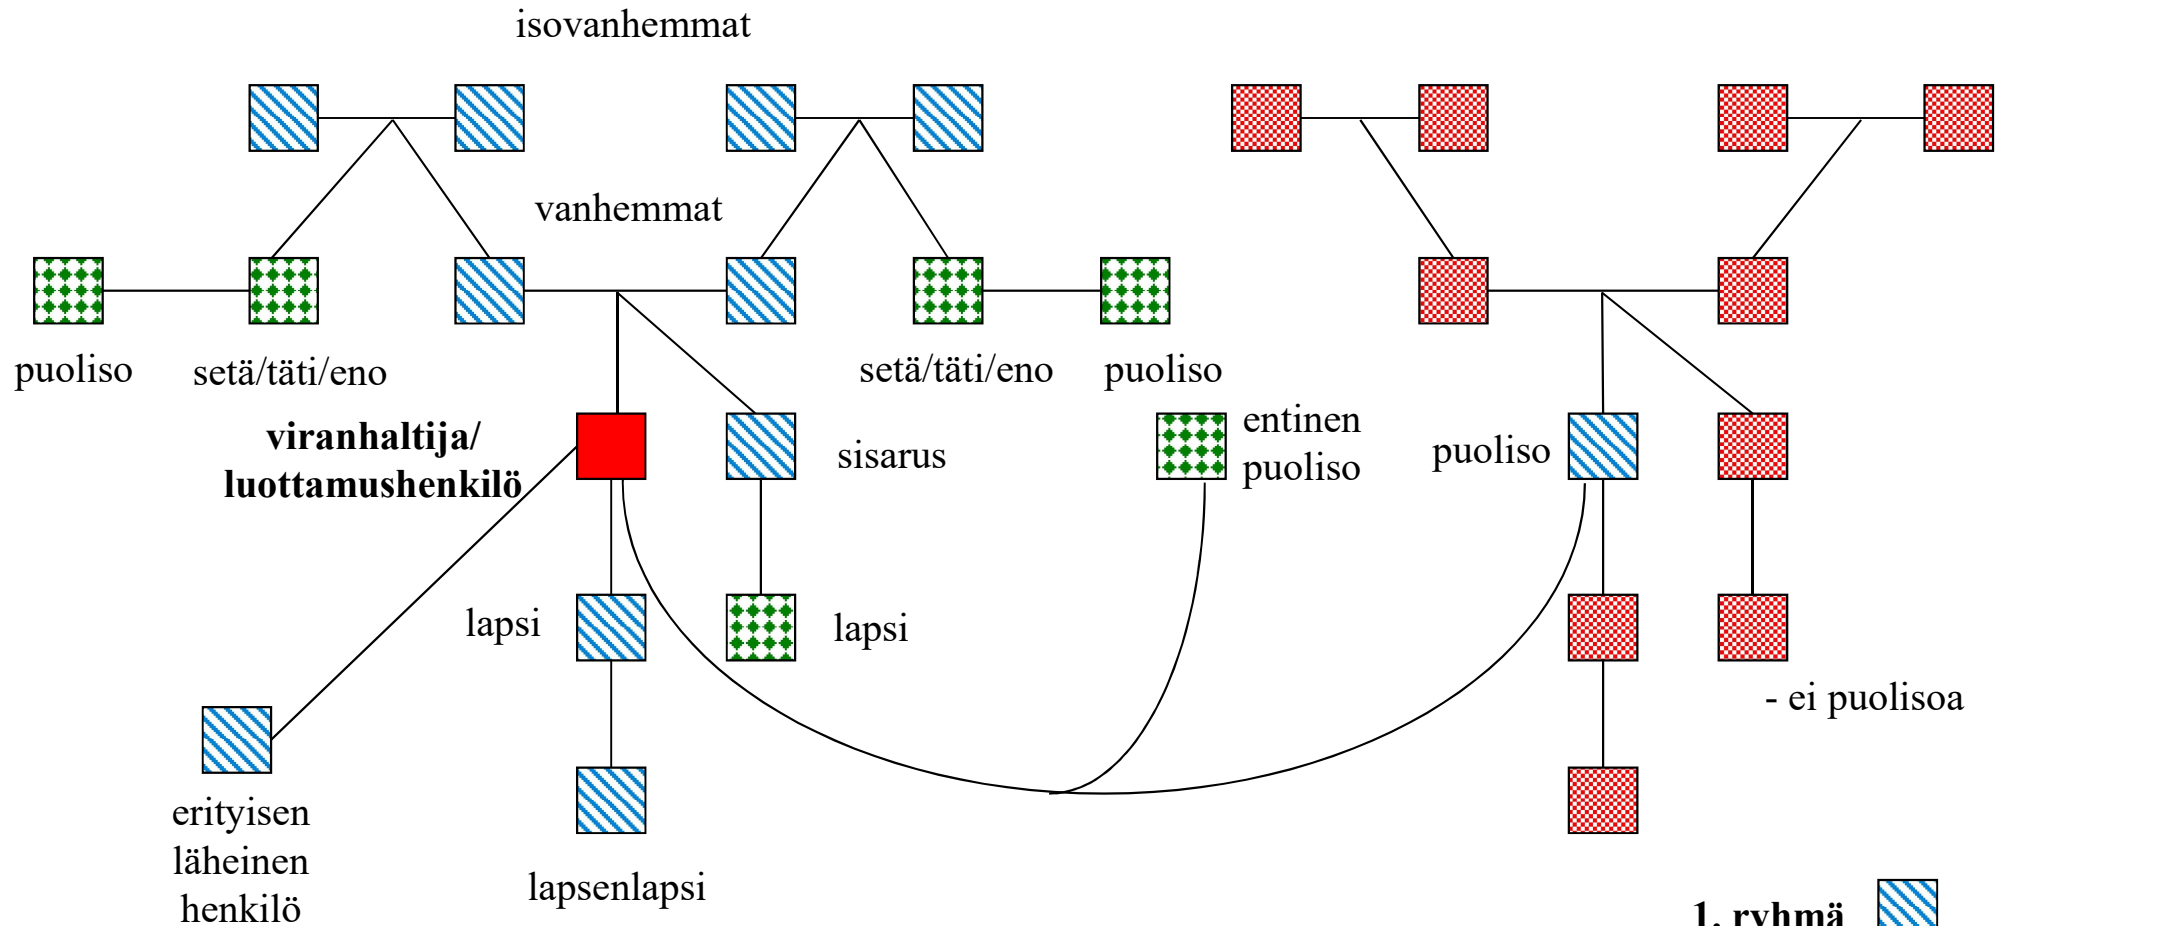 isovanhemmat
vanhemmat
puoliso
setä/täti/eno
setä/täti/eno
puoliso
viranhaltija/
luottamushenkilö
sisarus
entinen
puoliso
puoliso
lapsi
lapsi
- ei puolisoa
erityisen
läheinen
henkilö
lapsenlapsi
1. ryhmä